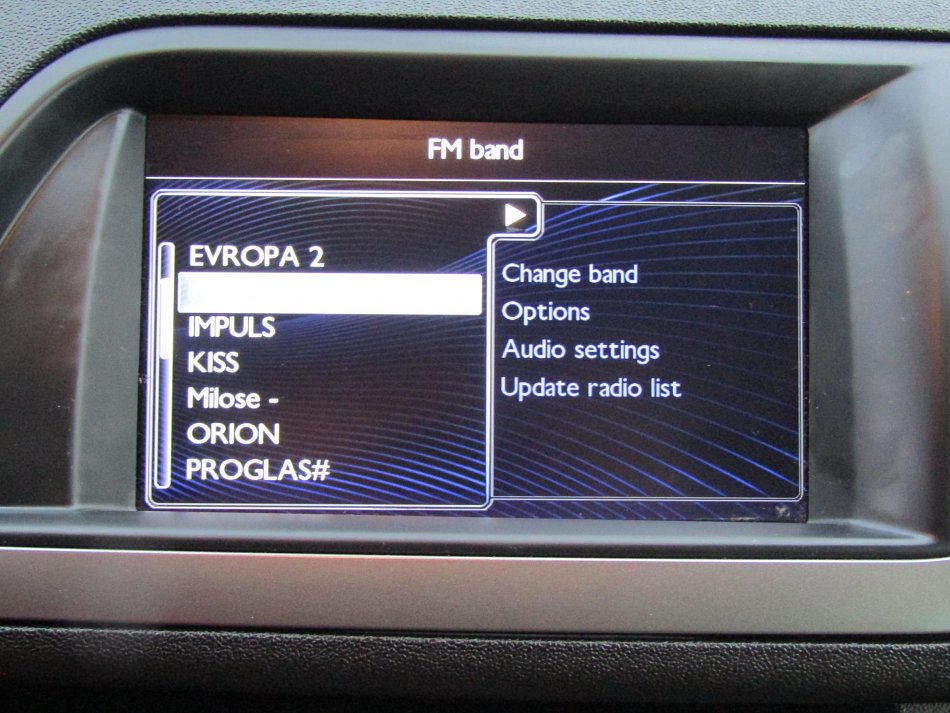 FM band
EVROPA 2
IMPULS
KISS
Milose -
ORION
PROGLAS#
Change band
Options
Audio settings
Update radio list